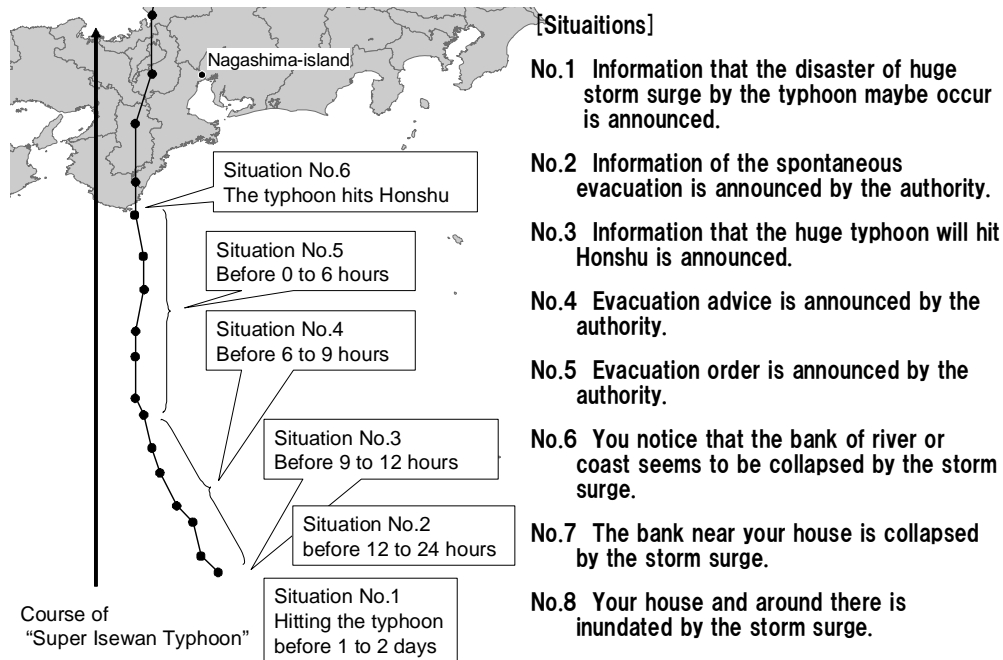 Nagashima-island
Situation No.6
The typhoon hits Honshu
Situation No.5
Before 0 to 6 hours
Situation No.4
Before 6 to 9 hours
Situation No.3
Before 9 to 12 hours
Situation No.2
before 12 to 24 hours
Situation No.1
Hitting the typhoon
before 1 to 2 days
Course of
“Super Isewan Typhoon”
[Situaitions]
No.1 Information that the disaster of huge
storm surge by the typhoon maybe occur
is announced.
No.2 Information of the spontaneous
evacuation is announced by the authority.
No.3 Information that the huge typhoon will hit
Honshu is announced.
No.4 Evacuation advice is announced by the
authority.
No.5 Evacuation order is announced by the
authority.
No.6 You notice that the bank of river or
coast seems to be collapsed by the storm
surge.
No.7 The bank near your house is collapsed
by the storm surge.
No.8 Your house and around there is
inundated by the storm surge.